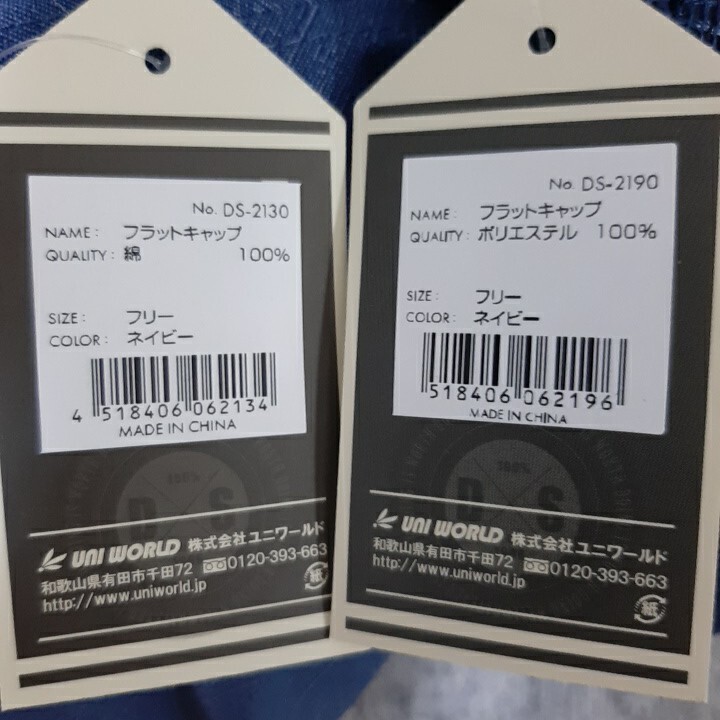 No. DS-2130
NAME: フラットキャップ
QUALITY: 綿 100%
SIZE: フリー
COLOR: ネイビー
4 518406 062134
MADE IN CHINA
100%
D S
UNI WORLD 株式会社ユニワールド
和歌山県有田市千田72 0120-393-663
http://www.uniworld.jp
紙
No. DS-2190
NAME: フラットキャップ
QUALITY: ポリエステル 100%
SIZE: フリー
COLOR: ネイビー
518406 062196
MADE IN CHINA
100%
D S
UNI WORLD 株式会社ユニワールド
和歌山県有田市千田72 0120-393-663
http://www.uniworld.jp
紙